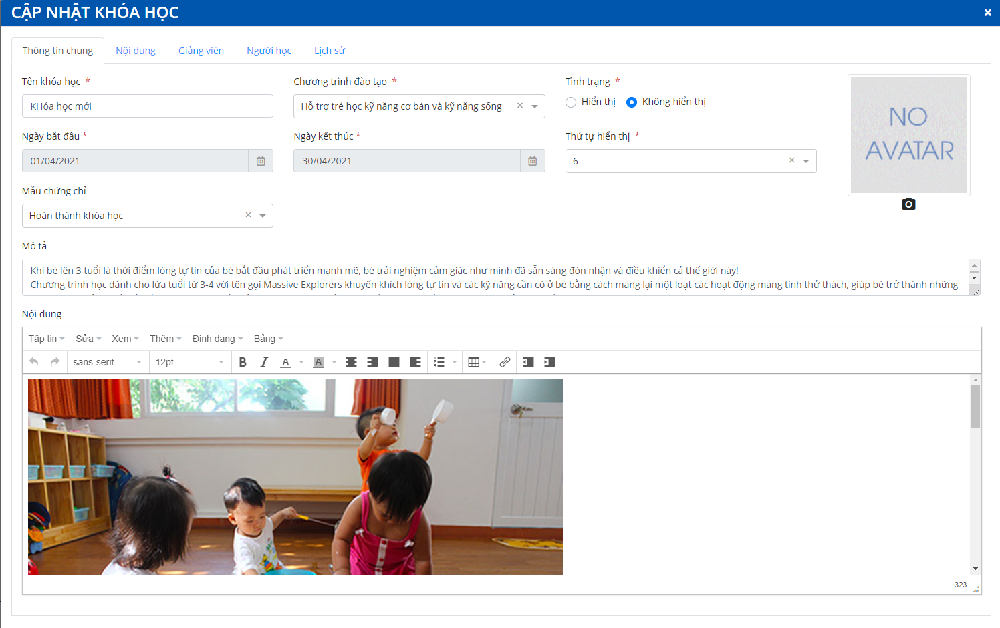 CẬP NHẬT KHÓA HỌC
Thông tin chung
Nội dung
Giảng viên
Người học
Lịch sử
Tên khóa học *
Chương trình đào tạo *
Tình trạng *
KHóa học mới
Hỗ trợ trẻ học kỹ năng cơ bản và kỹ năng sống
Hiển thị
Không hiển thị
NO
AVATAR
Ngày bắt đầu *
Ngày kết thúc *
Thứ tự hiển thị *
01/04/2021
30/04/2021
6
Mẫu chứng chỉ
Hoàn thành khóa học
Mô tả
Khi bé lên 3 tuổi là thời điểm lòng tự tin của bé bắt đầu phát triển mạnh mẽ, bé trải nghiệm cảm giác như mình đã sẵn sàng đón nhận và điều khiển cả thế giới này!
Chương trình học dành cho lứa tuổi từ 3-4 với tên gọi Massive Explorers khuyến khích lòng tự tin và các kỹ năng cần có ở bé bằng cách mang lại một loạt các hoạt động mang tính thử thách, giúp bé trở thành những
Nội dung
Tập tin
Sửa
Xem
Thêm
Định dạng
Bảng
sans-serif
12pt
B
I
A
A
323